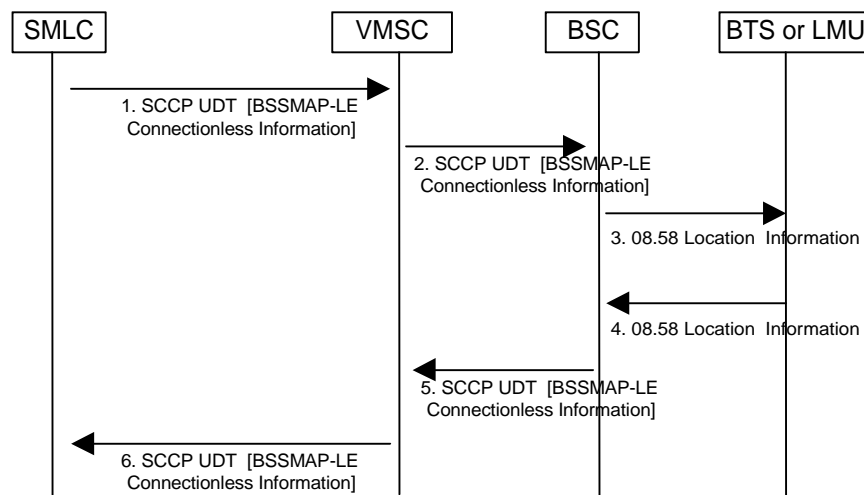 SMLC
VMSC
BSC
BTS or LMU
1. SCCP UDT [BSSMAP-LE
Connectionless Information]
2. SCCP UDT [BSSMAP-LE
Connectionless Information]
3. 08.58 Location Information
4. 08.58 Location Information
5. SCCP UDT [BSSMAP-LE
Connectionless Information]
6. SCCP UDT [BSSMAP-LE
Connectionless Information]